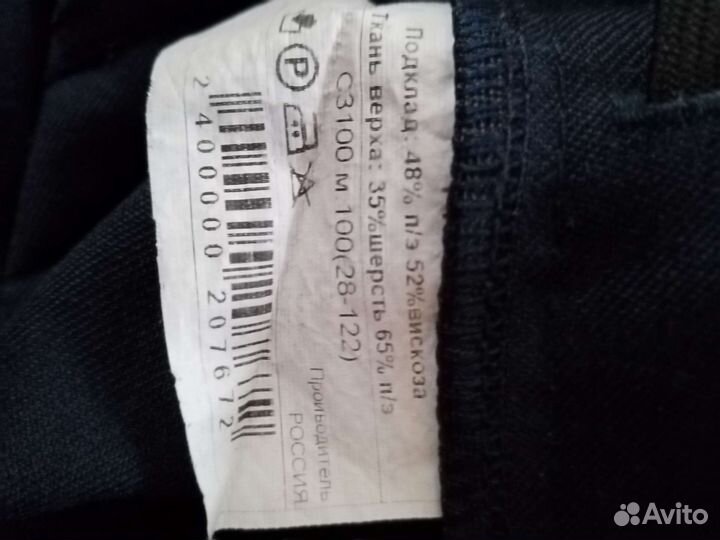 Подклад: 48% п/э 52%вискоза
Ткань верха: 35%шерсть 65% п/э
С3100 м 100(28-122)
Производитель
РОССИЯ
P
2 400000 207672
Avito